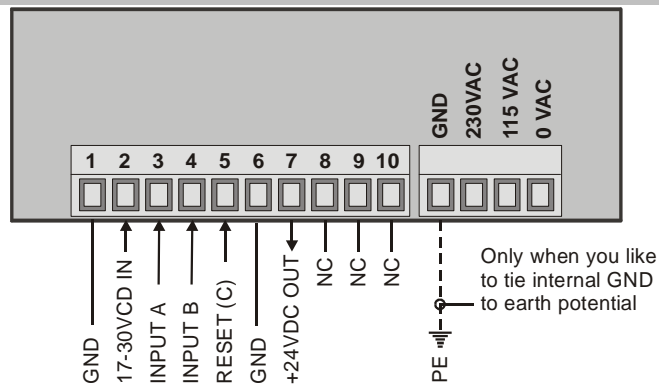 GND
230VAC
115 VAC
0 VAC
1 2 3 4 5 6 7 8 9 10
GND
17-30VCD IN
INPUT A
INPUT B
RESET (C)
GND
+24VDC OUT
NC
NC
NC
PE
Only when you like
to tie internal GND
to earth potential